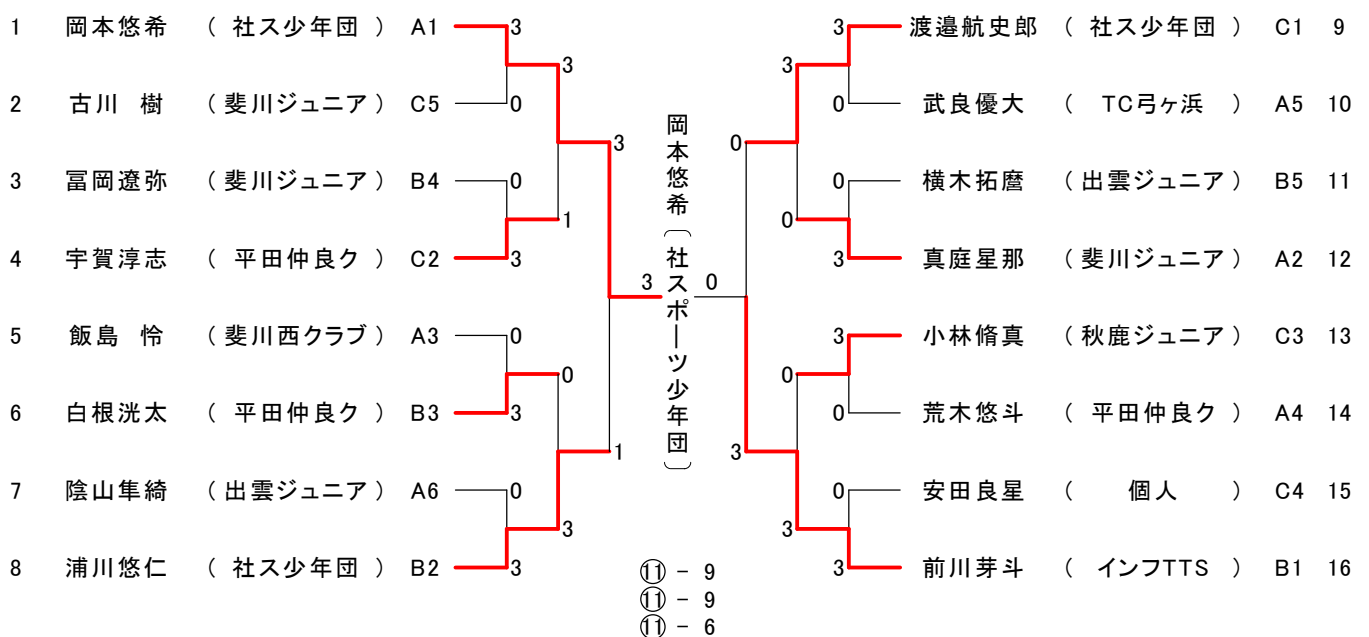 1 岡本悠希 ( 社ス少年団 ) A1 3 3 渡邉航史郎 ( 社ス少年団 ) C1 9
3 3
2 古川 樹 ( 斐川ジュニア ) C5 0 0 武良優大 ( TC弓ヶ浜 ) A5 10
3 0
3 冨岡遼弥 ( 斐川ジュニア ) B4 0 0 横木拓麿 ( 出雲ジュニア ) B5 11
1 0
4 宇賀淳志 ( 平田仲良ク ) C2 3 3 真庭星那 ( 斐川ジュニア ) A2 12
3 岡本悠希(社スポーツ少年団) 0
5 飯島 怜 ( 斐川西クラブ ) A3 0 3 小林脩真 ( 秋鹿ジュニア ) C3 13
0 0
6 白根洸太 ( 平田仲良ク ) B3 3 0 荒木悠斗 ( 平田仲良ク ) A4 14
1 3
7 陰山隼綺 ( 出雲ジュニア ) A6 0 0 安田良星 ( 個人 ) C4 15
3 3
8 浦川悠仁 ( 社ス少年団 ) B2 3 3 前川芽斗 ( インフTTS ) B1 16
⑪ - 9
⑪ - 9
⑪ - 6